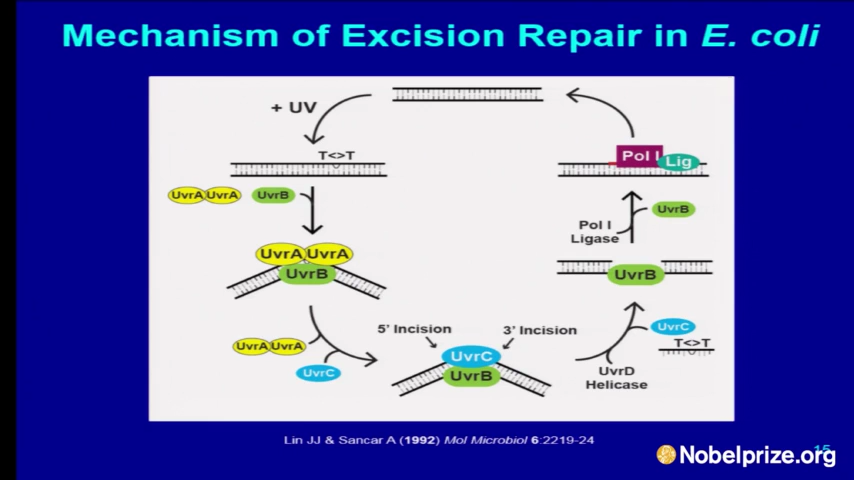 Mechanism of Excision Repair in E. coli
+ UV
T<>T
UvrA UvrA UvrB
UvrA UvrA
UvrB
UvrA UvrA
UvrC
5' Incision
3' Incision
UvrC
UvrB
UvrD
Helicase
UvrC
T<>T
UvrB
Pol I
Ligase
UvrB
Pol I
Lig
Lin JJ & Sancar A (1992) Mol Microbiol 6:2219-24
15
Nobelprize.org